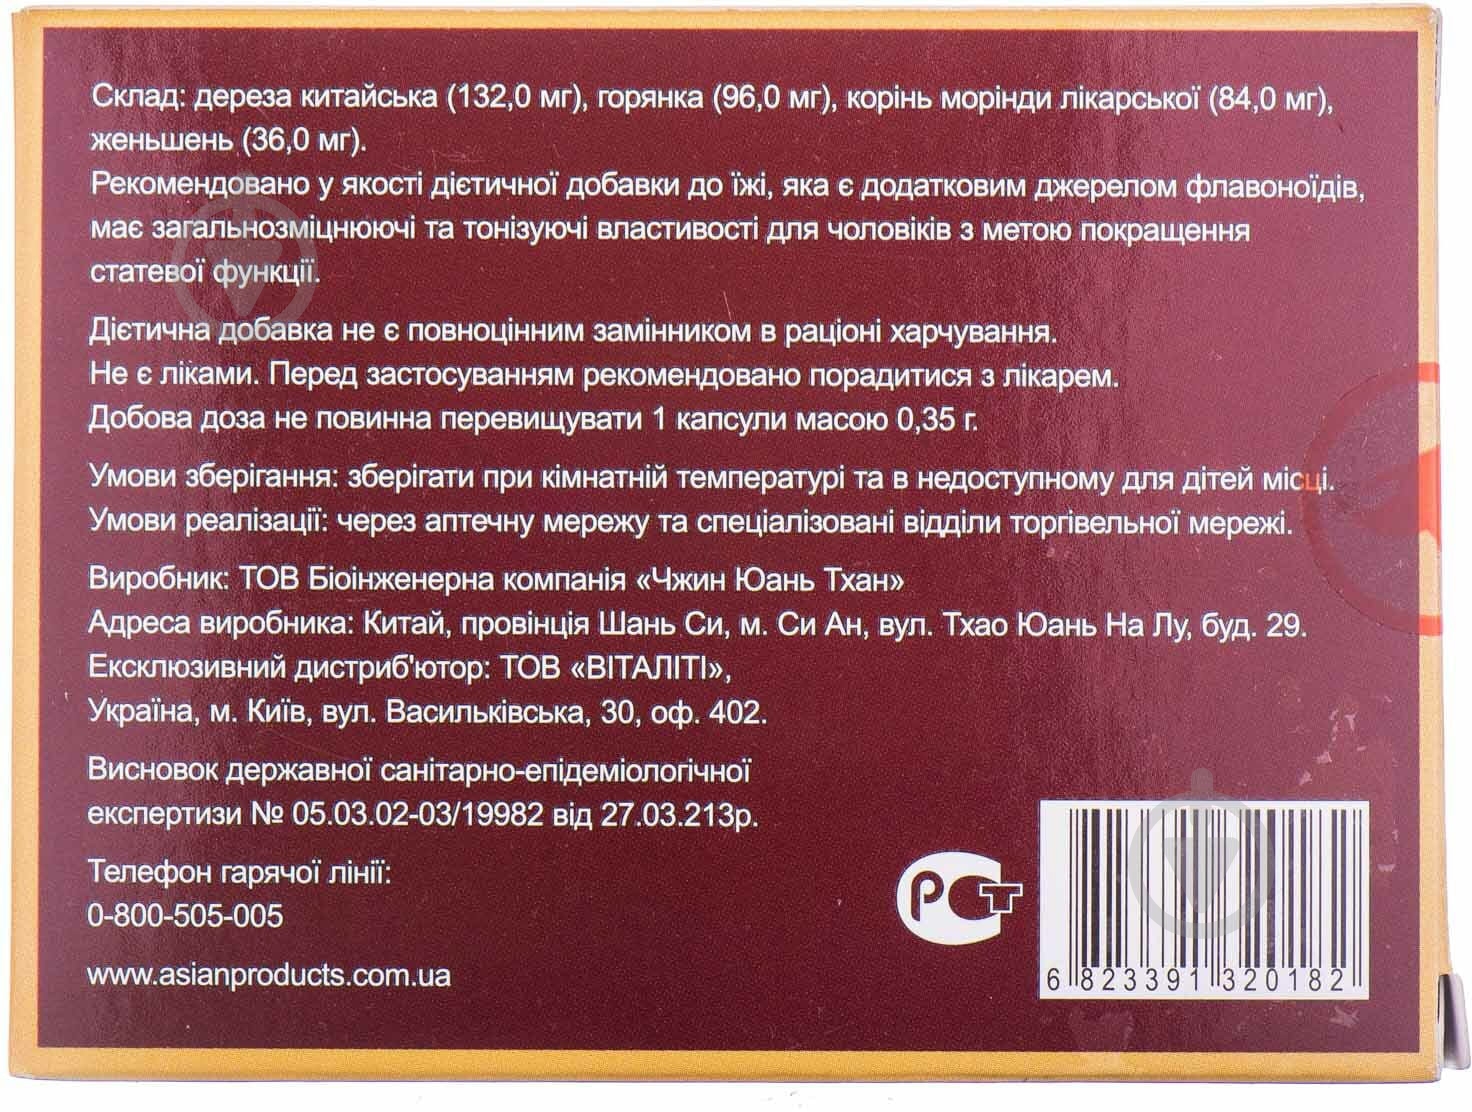 Склад: дереза китайська (132,0 мг), горянка (96,0 мг), корінь морінди лікарської (84,0 мг),
женьшень (36,0 мг).
Рекомендовано у якості дієтичної добавки до їжі, яка є додатковим джерелом флавоноїдів,
має загальнозміцнюючі та тонізуючі властивості для чоловіків з метою покращення
статевої функції.
Дієтична добавка не є повноцінним замінником в раціоні харчування.
Не є ліками. Перед застосуванням рекомендовано порадитися з лікарем.
Добова доза не повинна перевищувати 1 капсули масою 0,35 г.
Умови зберігання: зберігати при кімнатній температурі та в недоступному для дітей місці.
Умови реалізації: через аптечну мережу та спеціалізовані відділи торгівельної мережі.
Виробник: ТОВ Біоінженерна компанія «Чжин Юань Тхан»
Адреса виробника: Китай, провінція Шань Си, м. Си Ан, вул. Тхао Юань На Лу, буд. 29.
Ексклюзивний дистриб'ютор: ТОВ «ВІТАЛІТІ»,
Україна, м. Київ, вул. Васильківська, 30, оф. 402.
Висновок державної санітарно-епідеміологічної
експертизи № 05.03.02-03/19982 від 27.03.213р.
Телефон гарячої лінії:
0-800-505-005
www.asianproducts.com.ua
РСТ
6 823391 320182